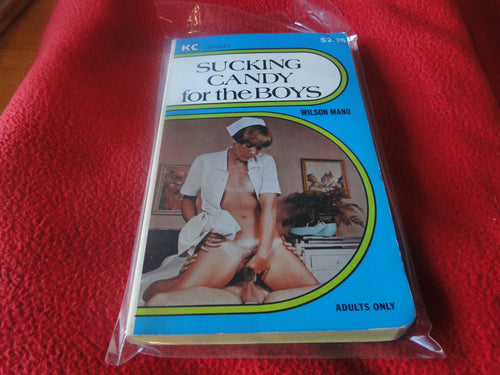 KC LIBRARY
$2.25
SUCKING
CANDY
for the BOYS
WILSON MANO
ADULTS ONLY